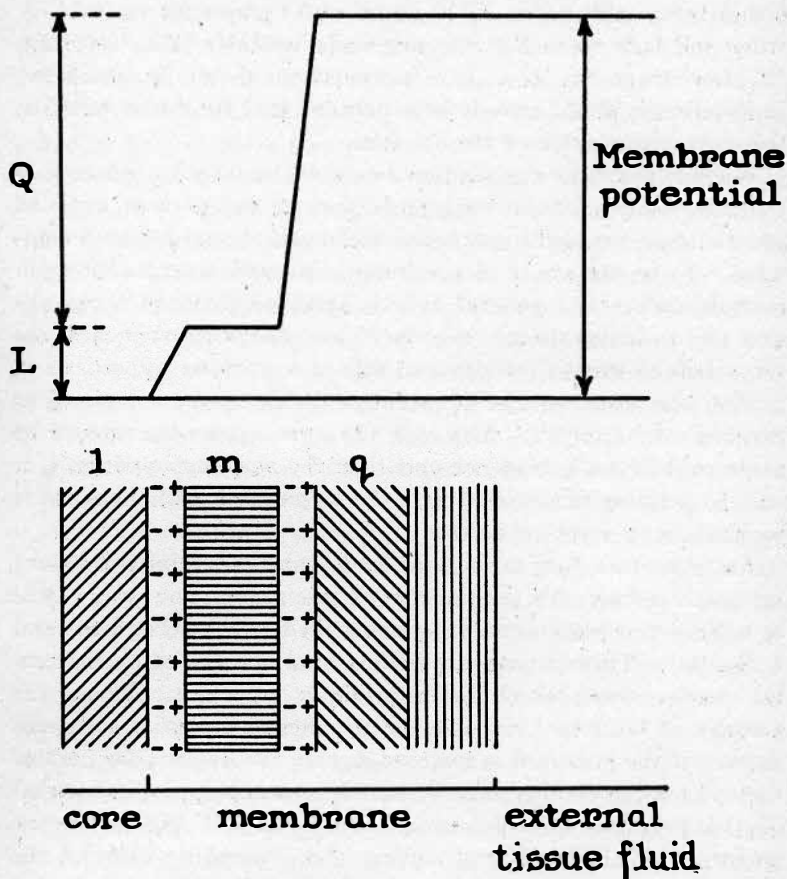 Q
Membrane
potential
L
l m q
-+ -+
-+ -+
-+ -+
-+ -+
-+ -+
-+ -+
-+ -+
core membrane external
tissue fluid